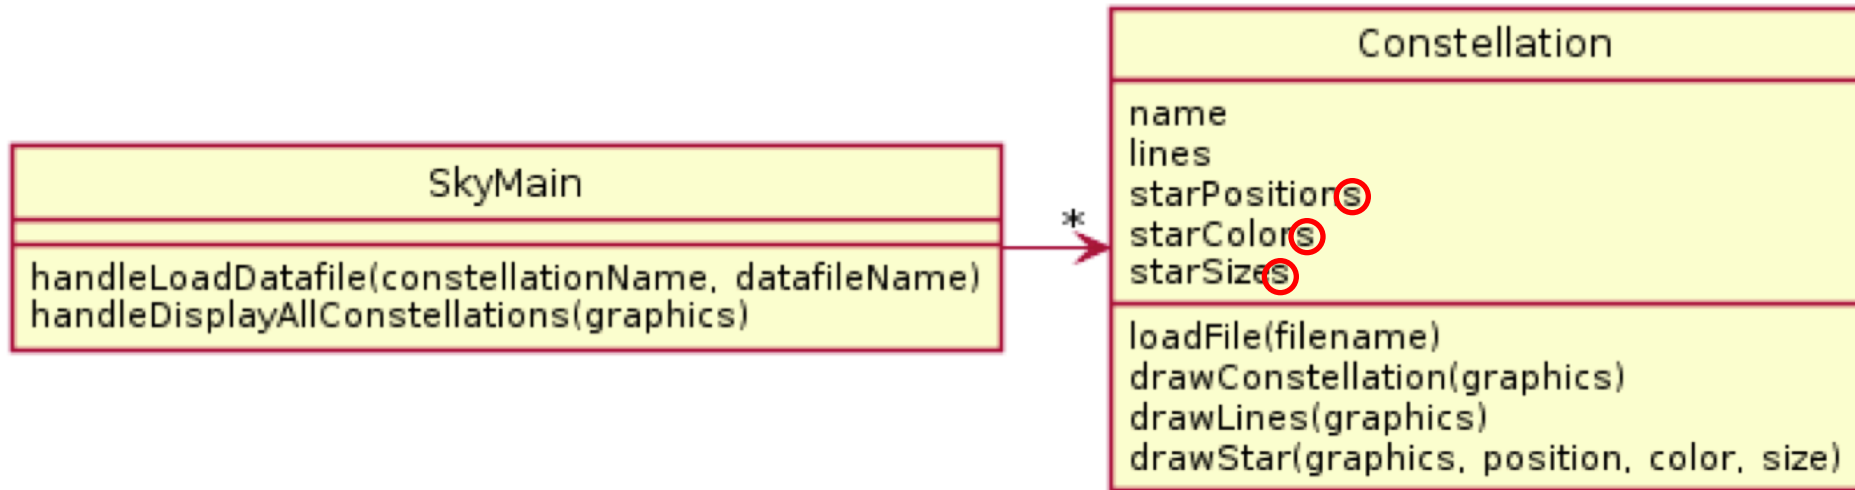 SkyMain
handleLoadDatafile(constellationName, datafileName)
handleDisplayAllConstellations(graphics)
*
Constellation
name
lines
starPositions
starColors
starSizes
loadFile(filename)
drawConstellation(graphics)
drawLines(graphics)
drawStar(graphics, position, color, size)